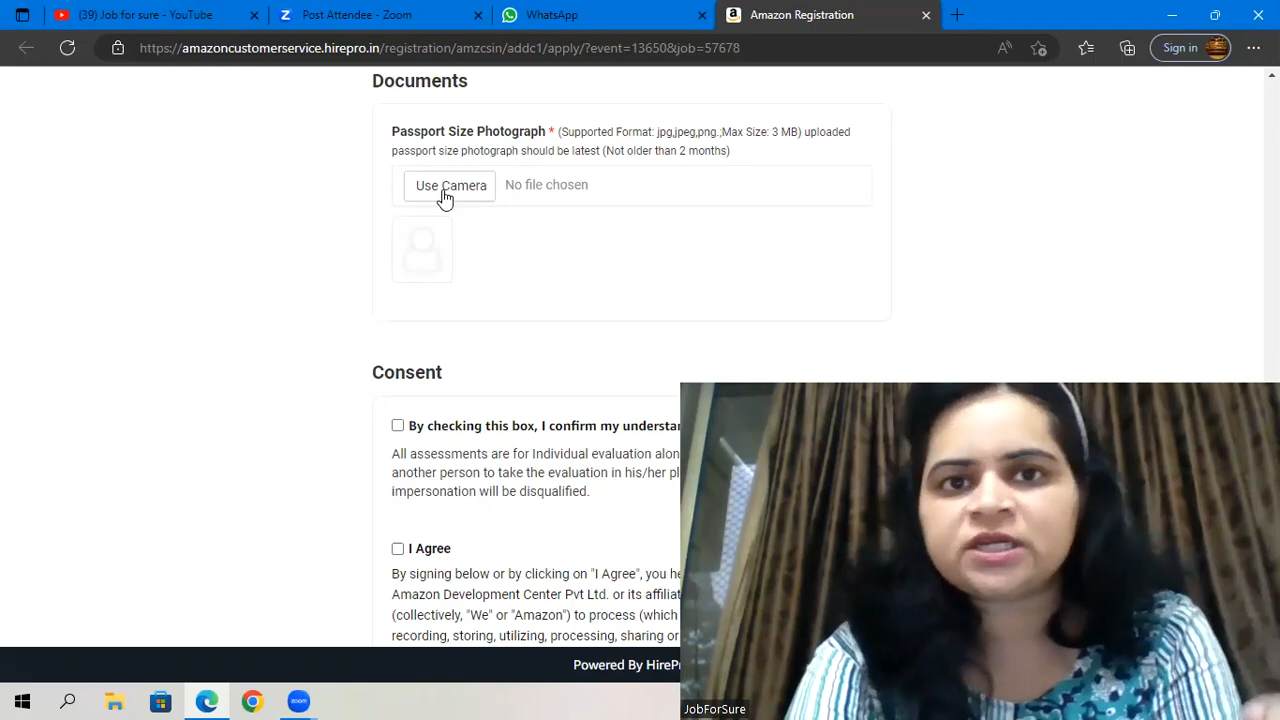 (39) Job for sure - YouTube
Post Attendee - Zoom
WhatsApp
Amazon Registration
https://amazoncustomerservice.hirepro.in/registration/amzcsin/addc1/apply/?event=13650&job=57678
Sign in
Documents
Passport Size Photograph * (Supported Format: jpg,jpeg,png.;Max Size: 3 MB) uploaded
passport size photograph should be latest (Not older than 2 months)
Use Camera No file chosen
Consent
By checking this box, I confirm my understa
All assessments are for Individual evaluation alon
another person to take the evaluation in his/her pl
impersonation will be disqualified.
I Agree
By signing below or by clicking on "I Agree", you he
Amazon Development Center Pvt Ltd. or its affiliat
(collectively, "We" or "Amazon") to process (which
recording, storing, utilizing, processing, sharing or
Powered By HirePr
zoom
JobForSure